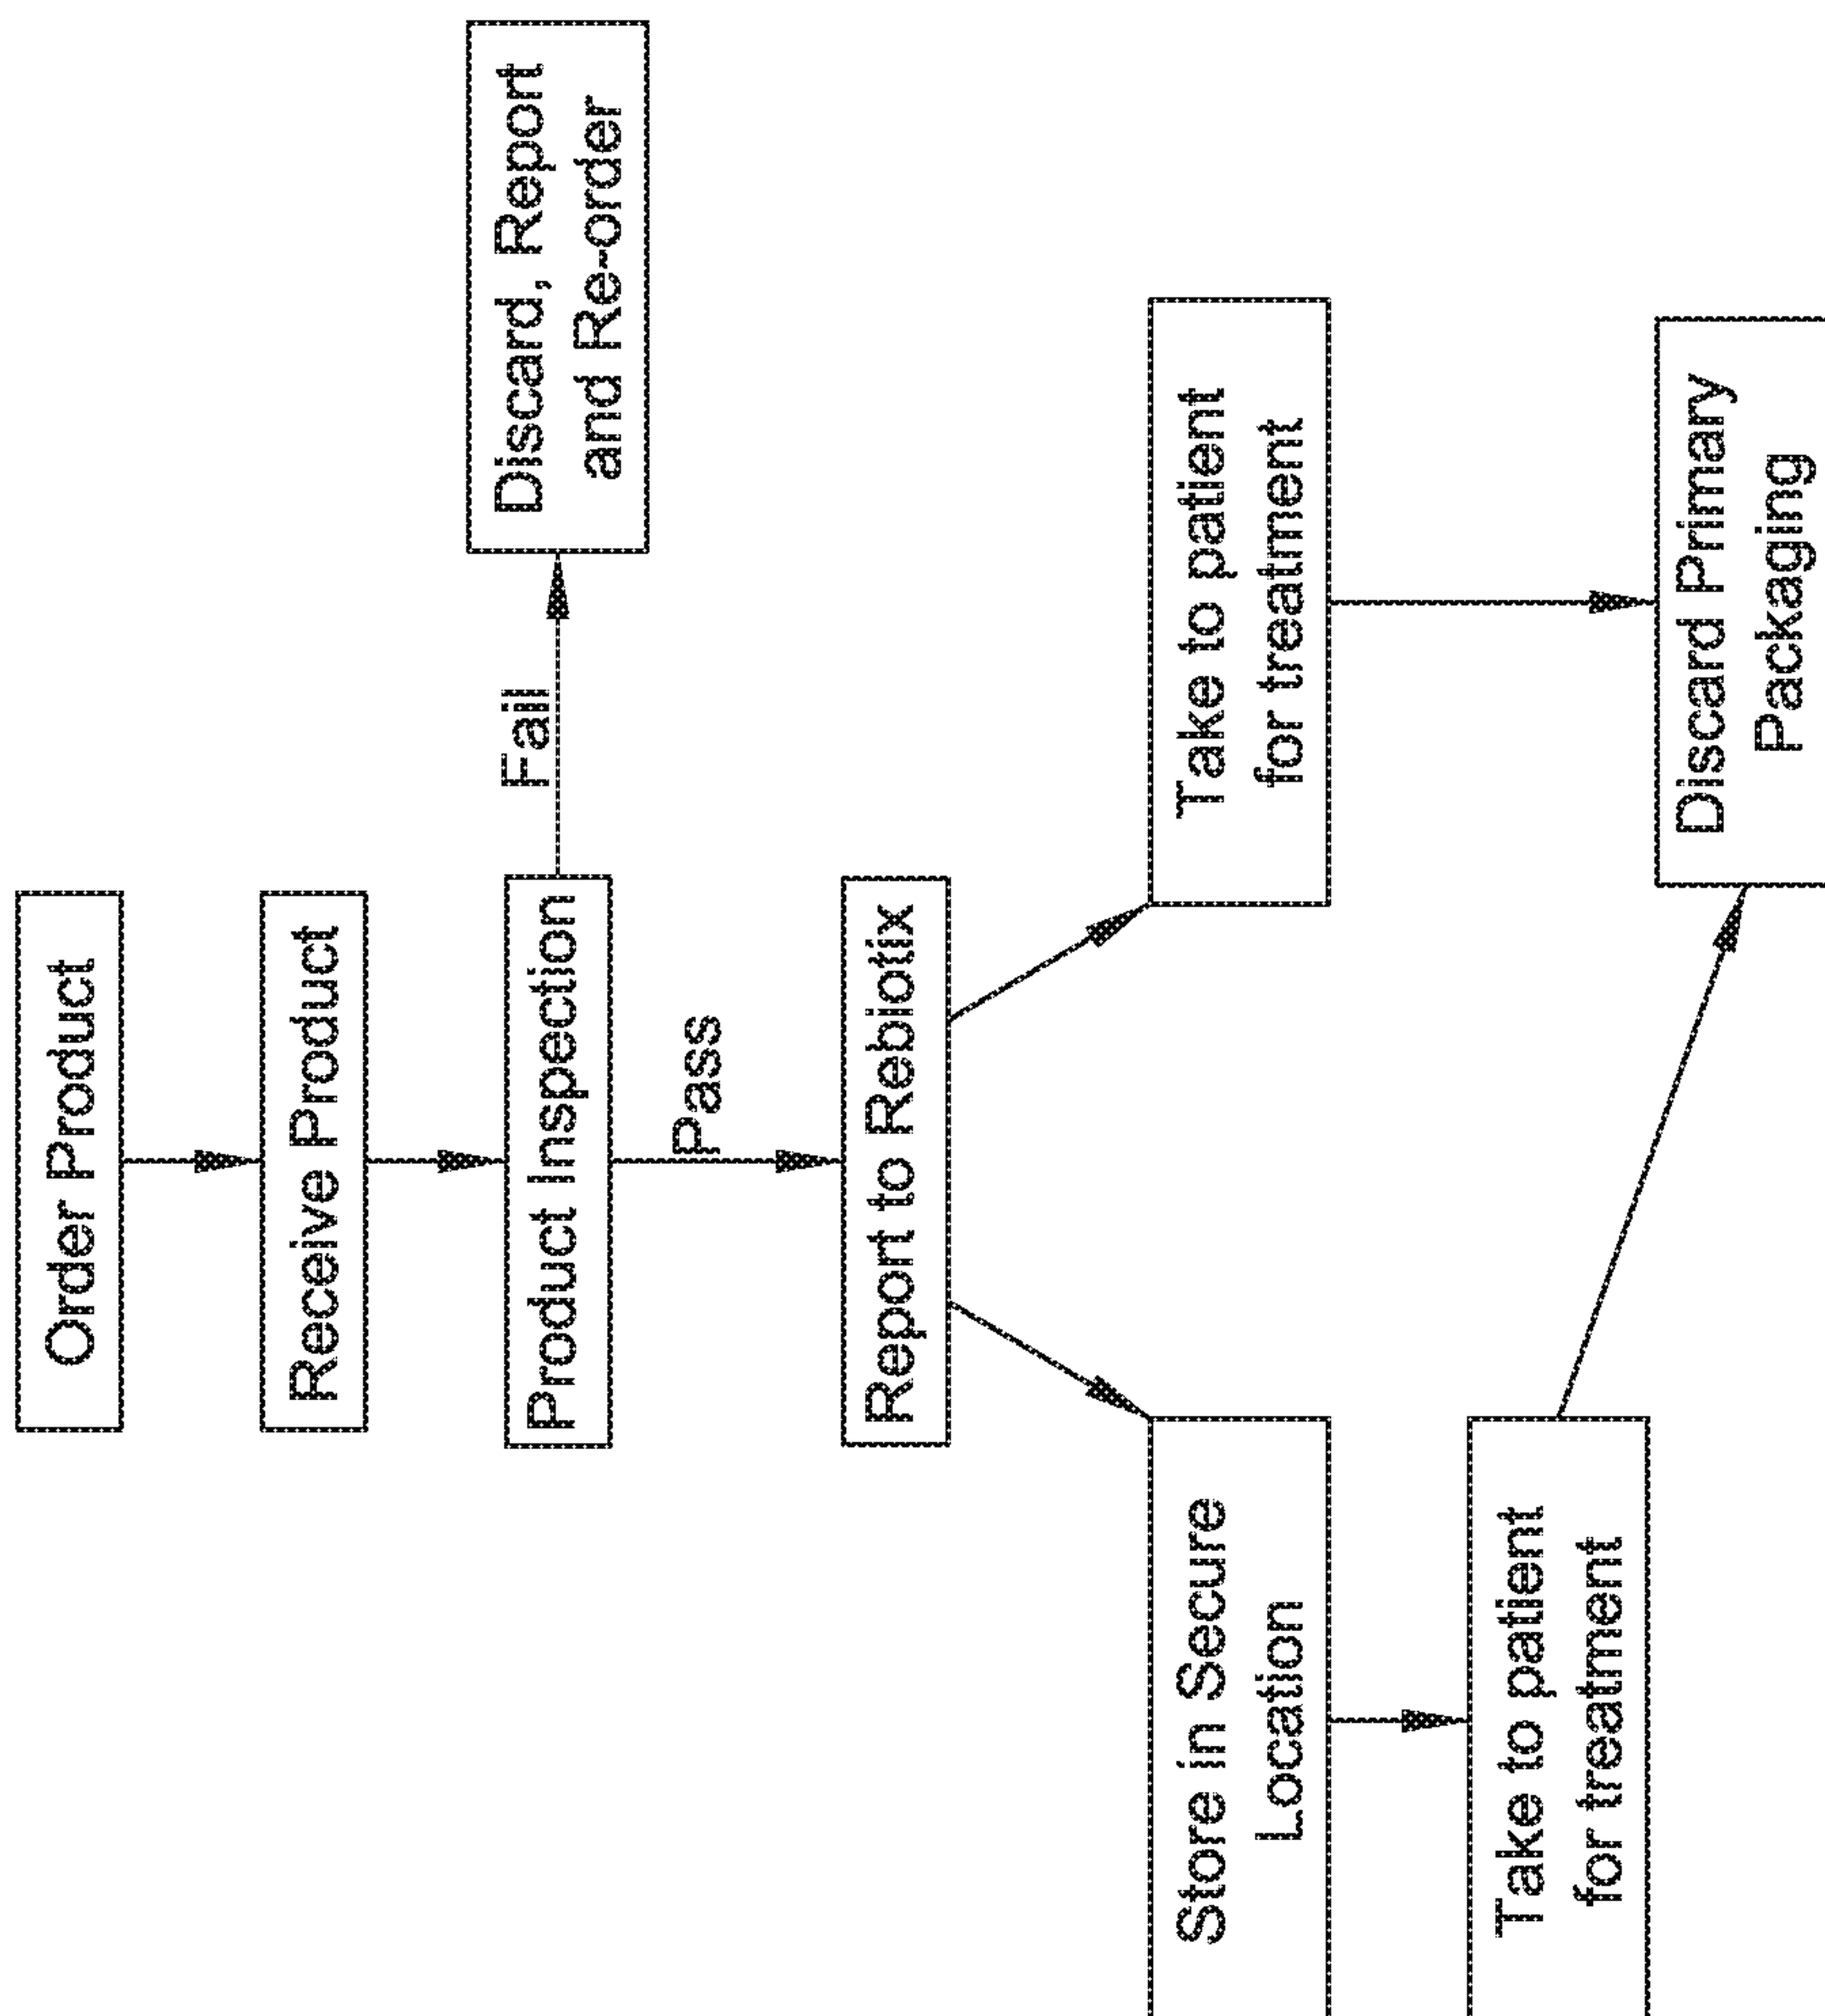 Order Product
Receive Product
Product Inspection
Fail
Discard, Report
and Re-order
Pass
Report to Rebiotix
Store in Secure
Location
Take to patient
for treatment
Take to patient
for treatment
Discard Primary
Packaging